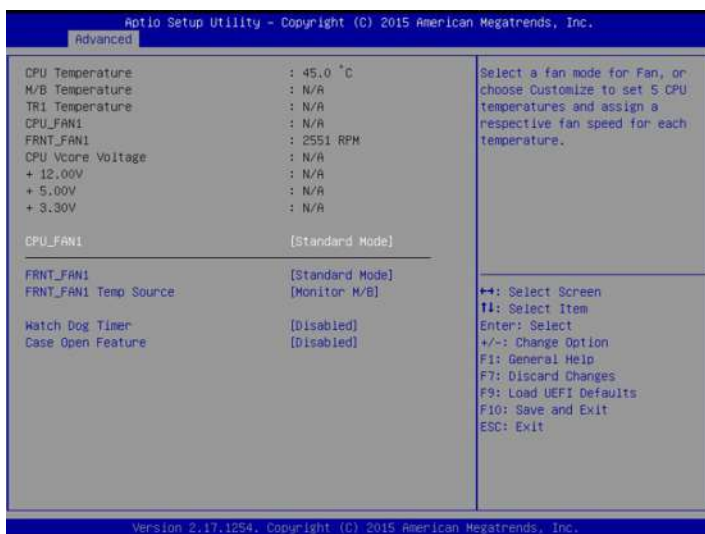 Aptio Setup Utility – Copyright (C) 2015 American Megatrends, Inc.
Advanced
CPU Temperature : 45.0 °C
M/B Temperature : N/A
TR1 Temperature : N/A
CPU_FAN1 : N/A
FRNT_FAN1 : 2551 RPM
CPU Vcore Voltage : N/A
+ 12.00V : N/A
+ 5.00V : N/A
+ 3.30V : N/A
CPU_FAN1 [Standard Mode]
FRNT_FAN1 [Standard Mode]
FRNT_FAN1 Temp Source [Monitor M/B]
Watch Dog Timer [Disabled]
Case Open Feature [Disabled]
Select a fan mode for Fan, or
choose Customize to set 5 CPU
temperatures and assign a
respective fan speed for each
temperature.
↔: Select Screen
↑↓: Select Item
Enter: Select
+/-: Change Option
F1: General Help
F7: Discard Changes
F9: Load UEFI Defaults
F10: Save and Exit
ESC: Exit
Version 2.17.1254. Copyright (C) 2015 American Megatrends, Inc.